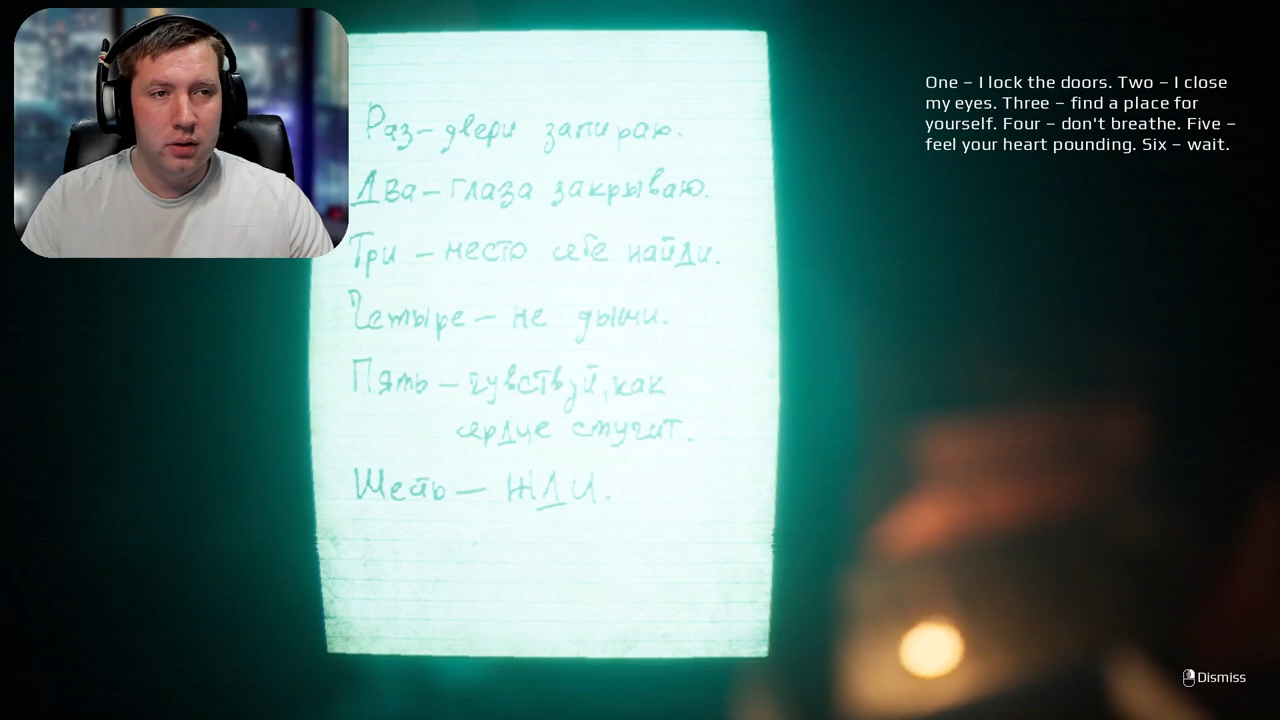 Раз – двери запираю.
Два – глаза закрываю.
Три – место себе найди.
Четыре – не дыши.
Пять – чувствуй, как
сердце стучит.
Шесть – ЖДИ.
One – I lock the doors. Two – I close
my eyes. Three – find a place for
yourself. Four – don't breathe. Five –
feel your heart pounding. Six – wait.
Dismiss